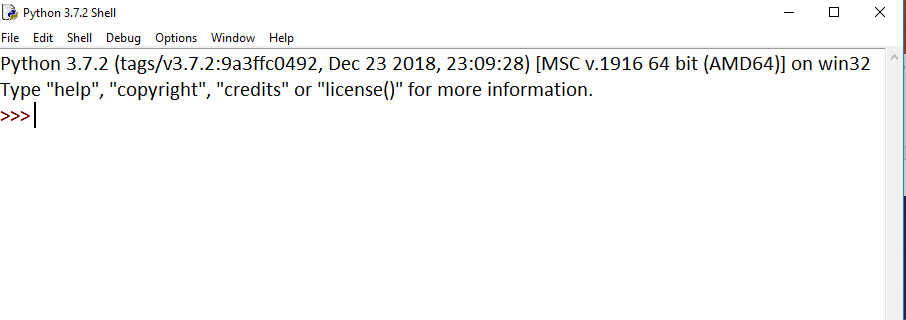 Python 3.7.2 Shell
File Edit Shell Debug Options Window Help
Python 3.7.2 (tags/v3.7.2:9a3ffc0492, Dec 23 2018, 23:09:28) [MSC v.1916 64 bit (AMD64)] on win32
Type "help", "copyright", "credits" or "license()" for more information.
>>>